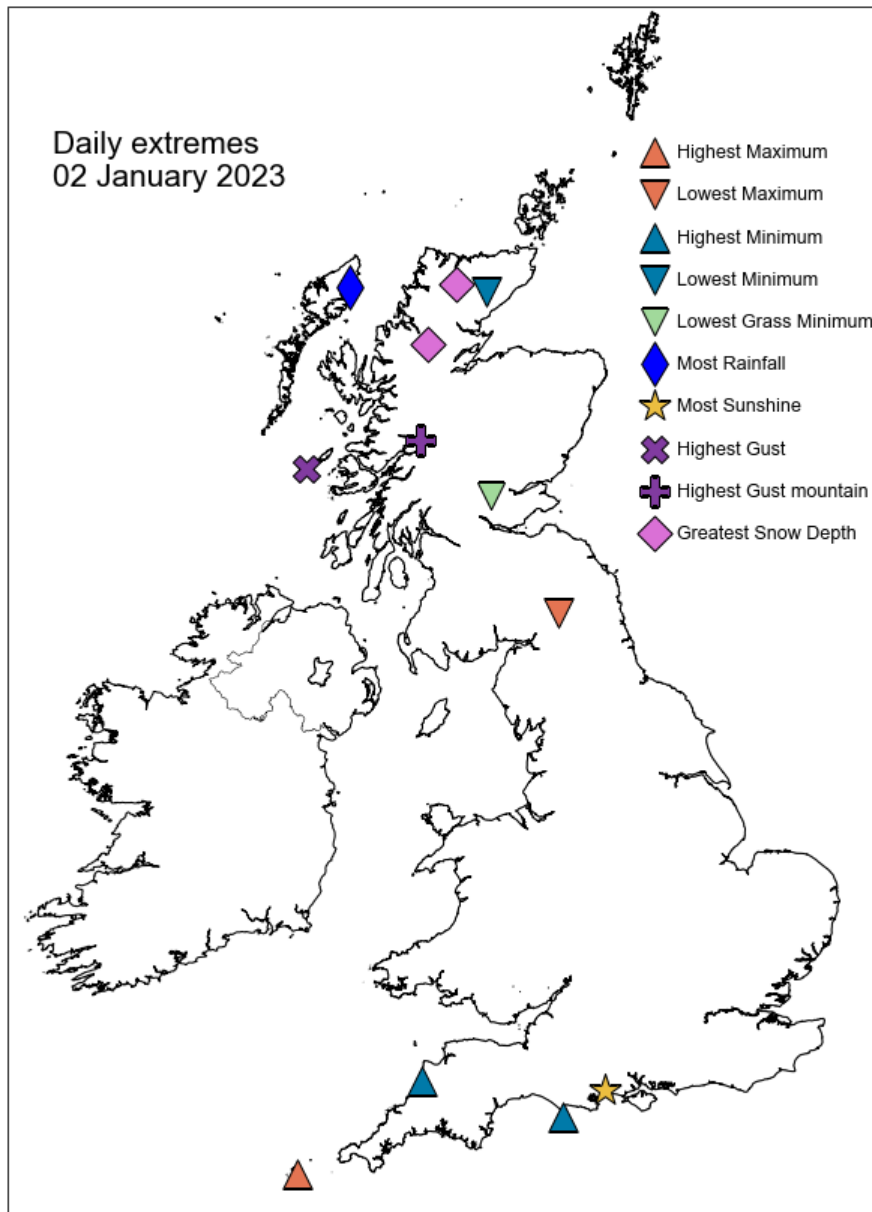 Daily extremes
02 January 2023
Highest Maximum
Lowest Maximum
Highest Minimum
Lowest Minimum
Lowest Grass Minimum
Most Rainfall
Most Sunshine
Highest Gust
Highest Gust mountain
Greatest Snow Depth